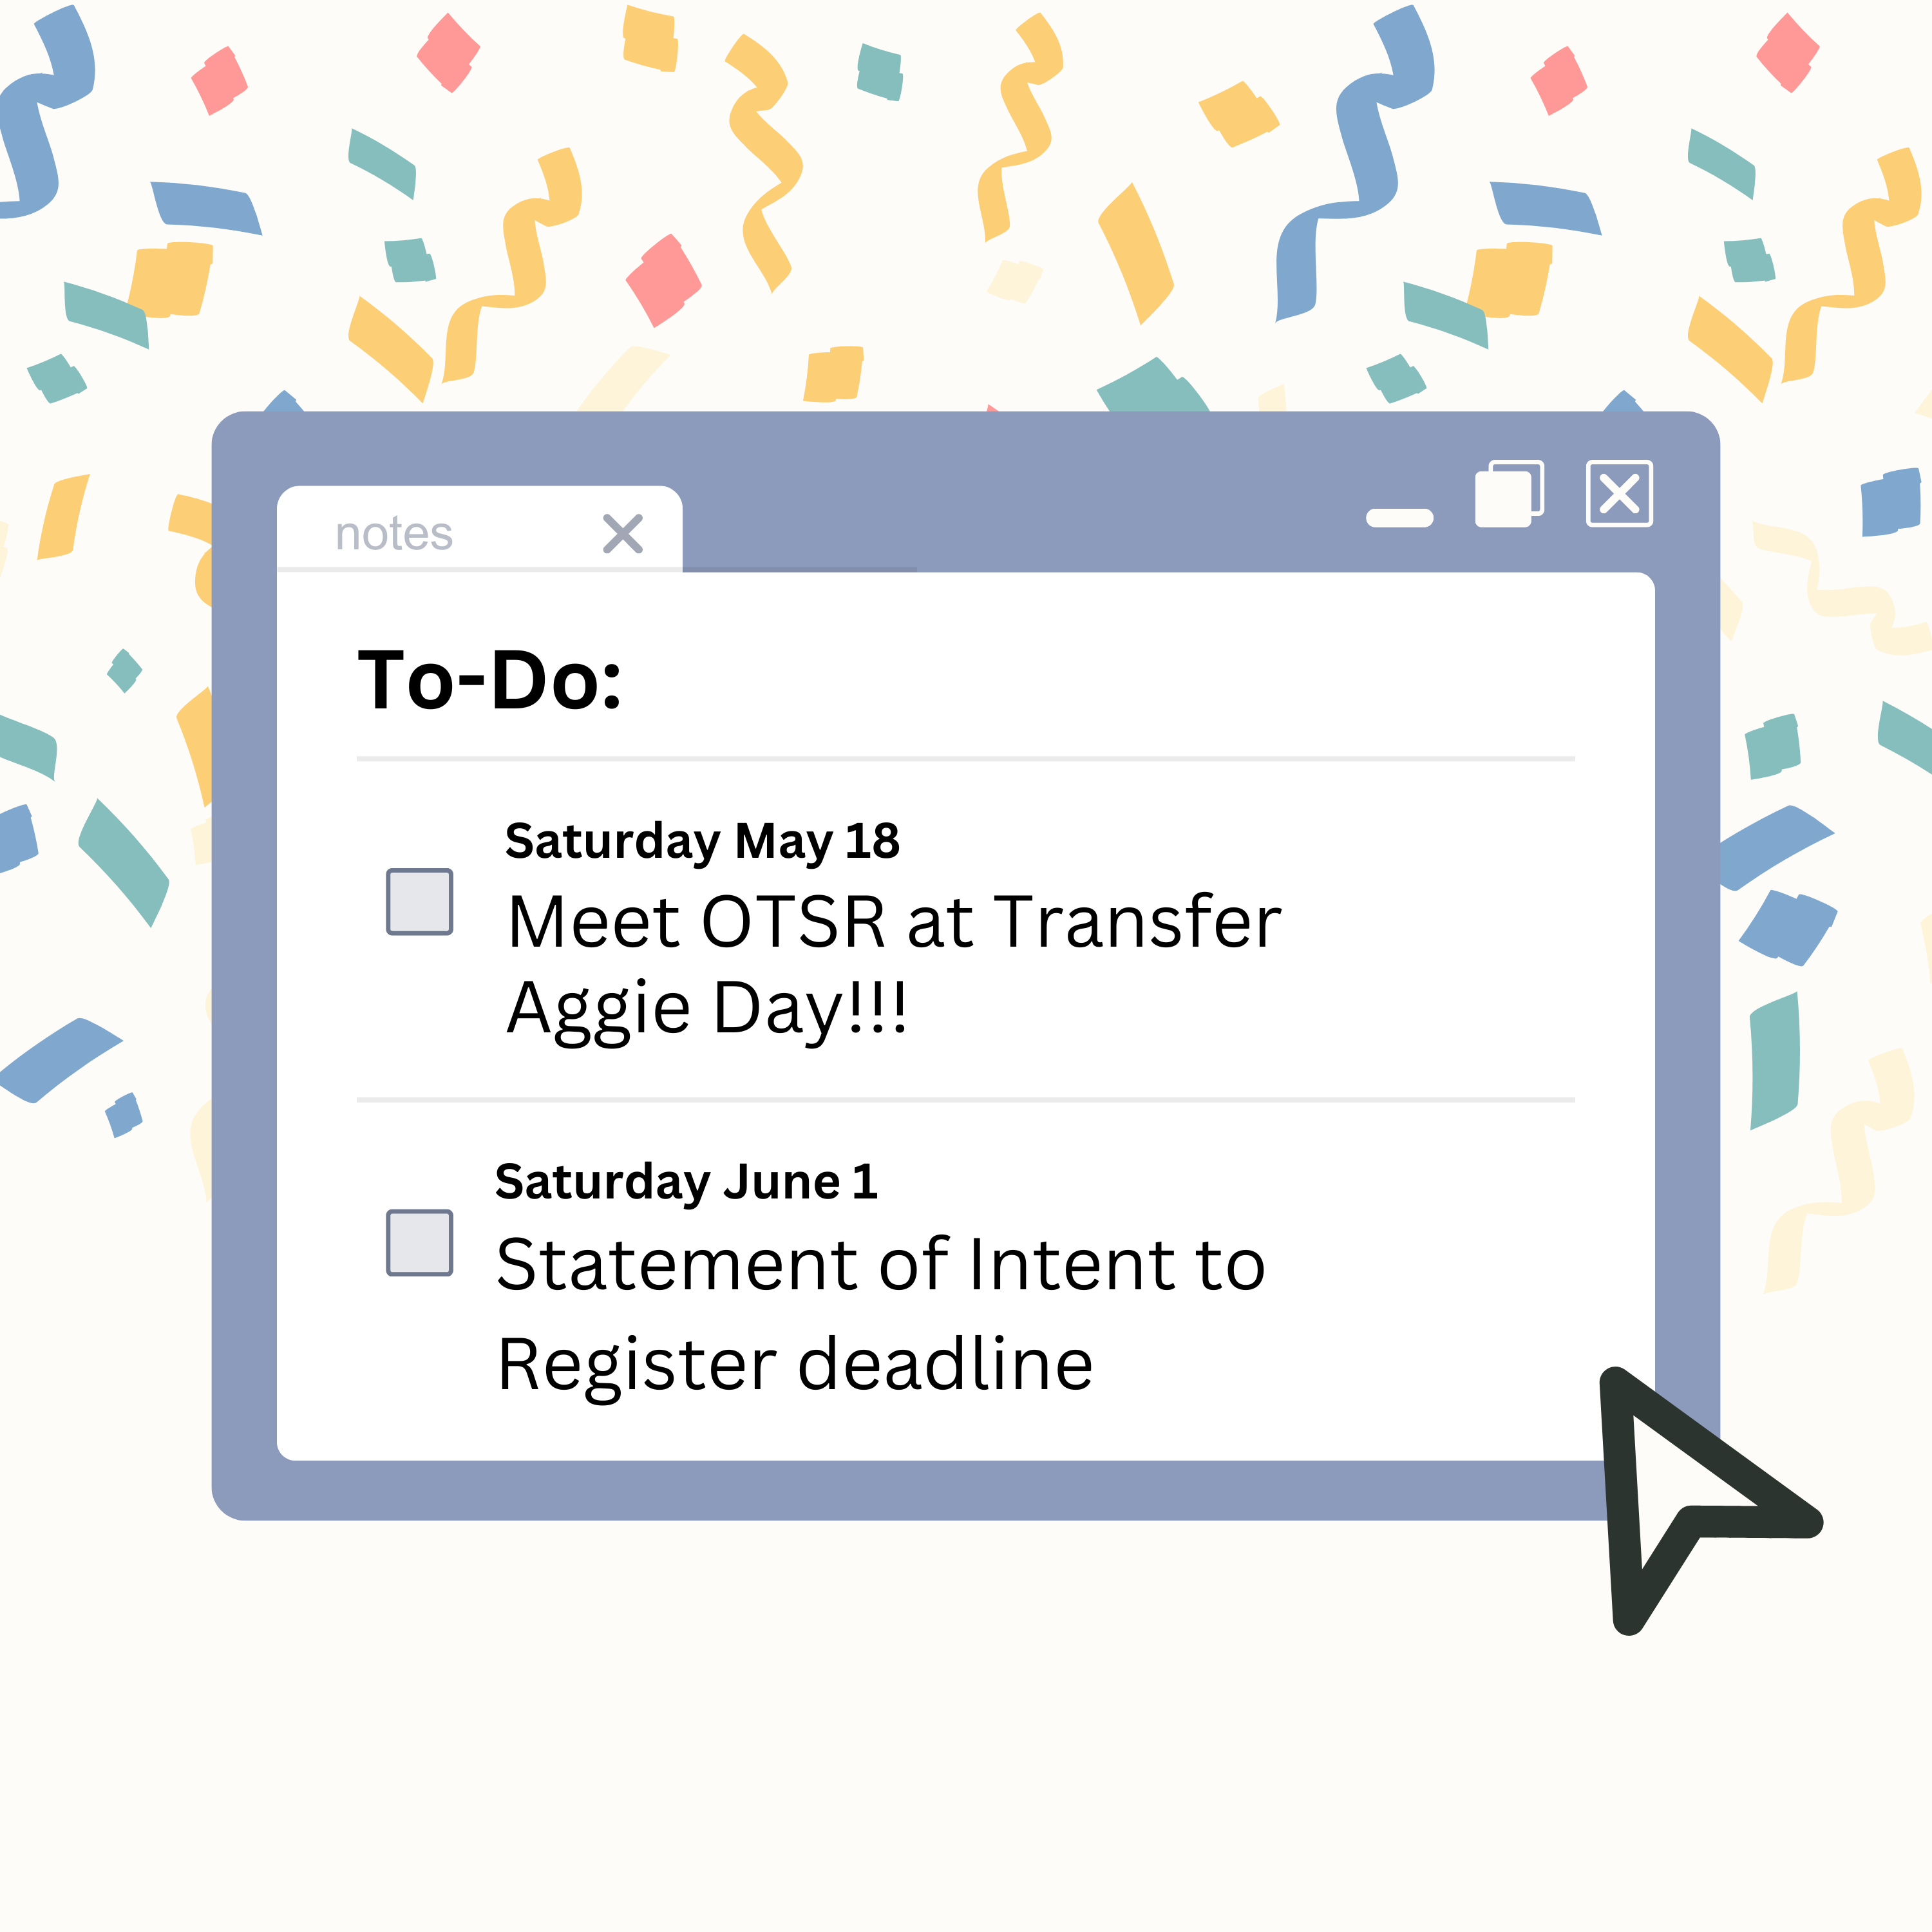 notes
To-Do:
Saturday May 18
Meet OTSR at Transfer
Aggie Day!!!
Saturday June 1
Statement of Intent to
Register deadline